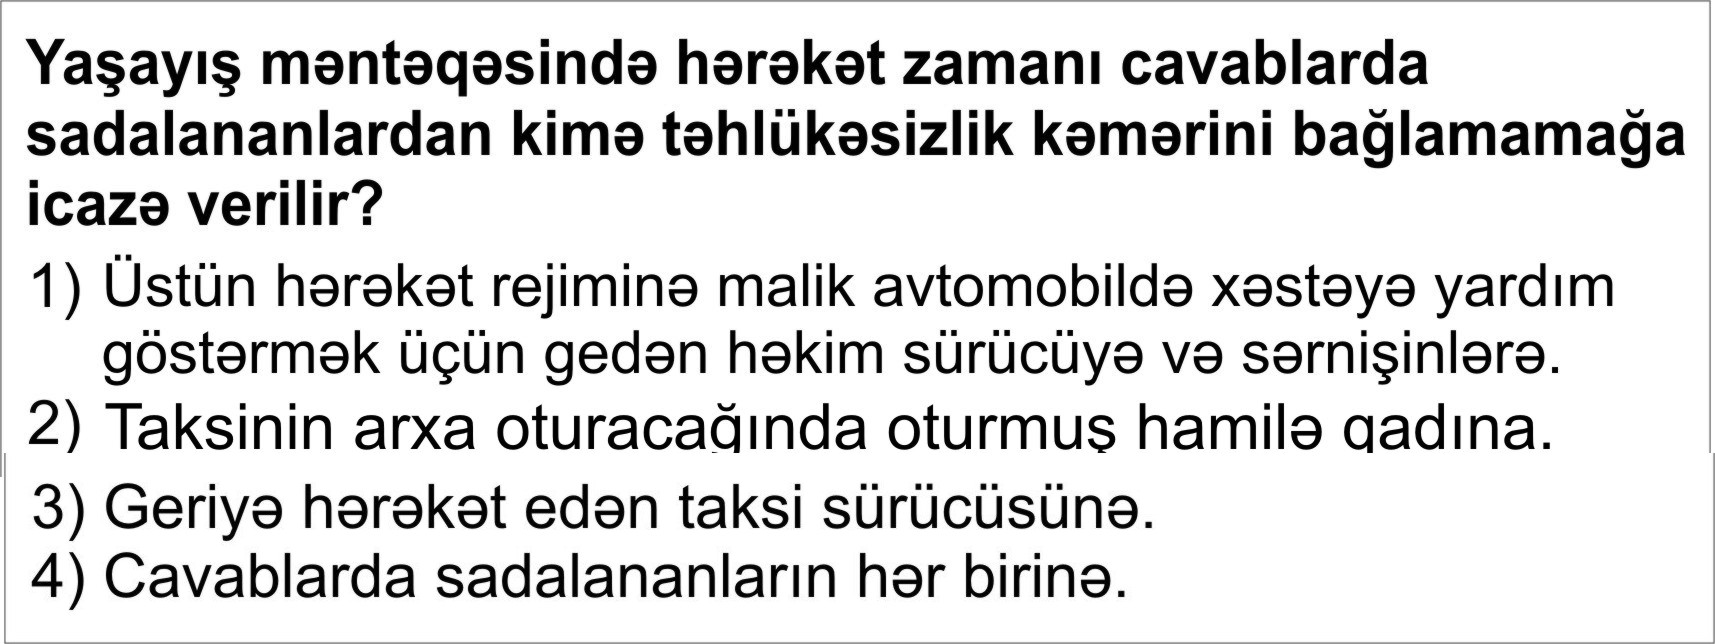 Yaşayış məntəqəsində hərəkət zamanı cavablarda
sadalananlardan kimə təhlükəsizlik kəmərini bağlamamağa
icazə verilir?
1) Üstün hərəkət rejiminə malik avtomobildə xəstəyə yardım
göstərmək üçün gedən həkim sürücüyə və sərnişinlərə.
2) Taksinin arxa oturacağında oturmuş hamilə qadına.
3) Geriyə hərəkət edən taksi sürücüsünə.
4) Cavablarda sadalananların hər birinə.